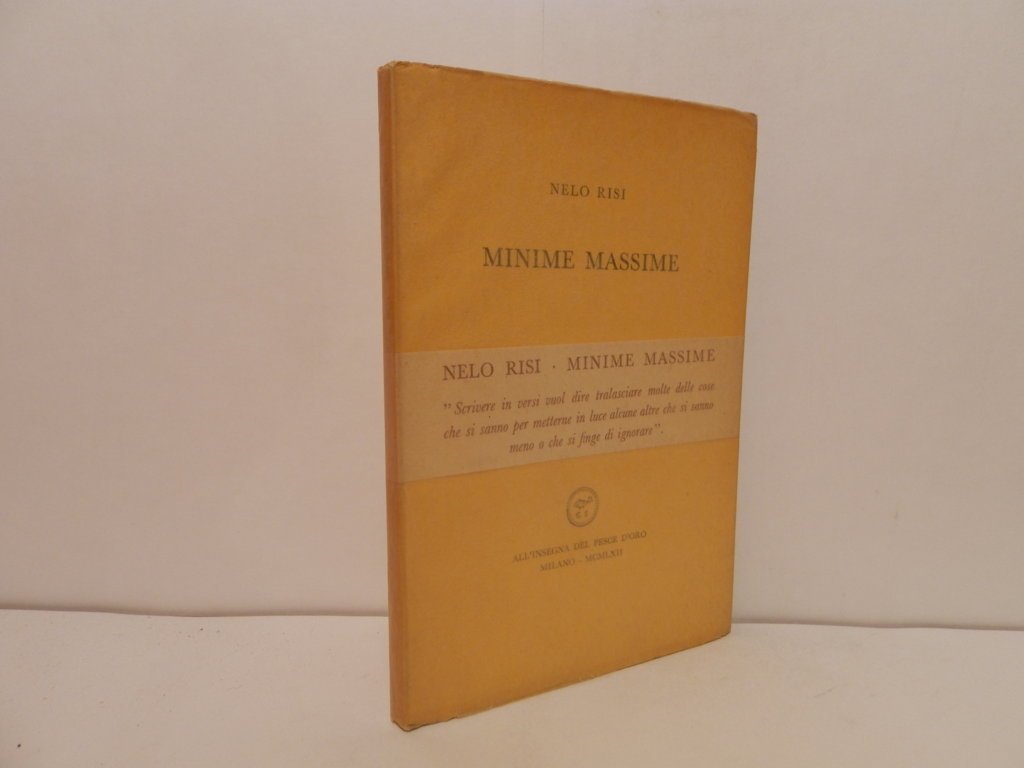 NELO RISI
MINIME MASSIME
NELO RISI · MINIME MASSIME
" Scrivere in versi vuol dire tralasciare molte delle cose
che si sanno per metterne in luce alcune altre che si sanno
meno o che si finge di ignorare".
ALL'INSEGNA DEL PESCE D'ORO
MILANO - MCMLXII